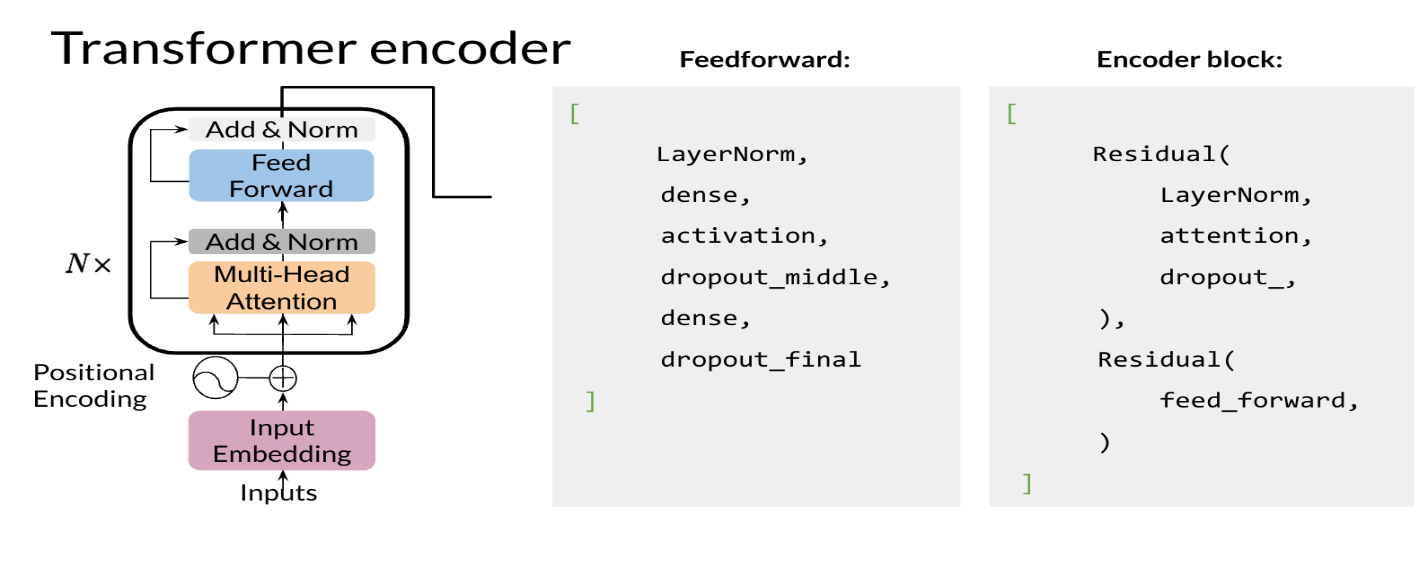 Transformer encoder
Add & Norm
Feed
Forward
Add & Norm
N×
Multi-Head
Attention
Positional
Encoding
Input
Embedding
Inputs
Feedforward:
[
LayerNorm,
dense,
activation,
dropout_middle,
dense,
dropout_final
]
Encoder block:
[
Residual(
LayerNorm,
attention,
dropout_,
),
Residual(
feed_forward,
)
]